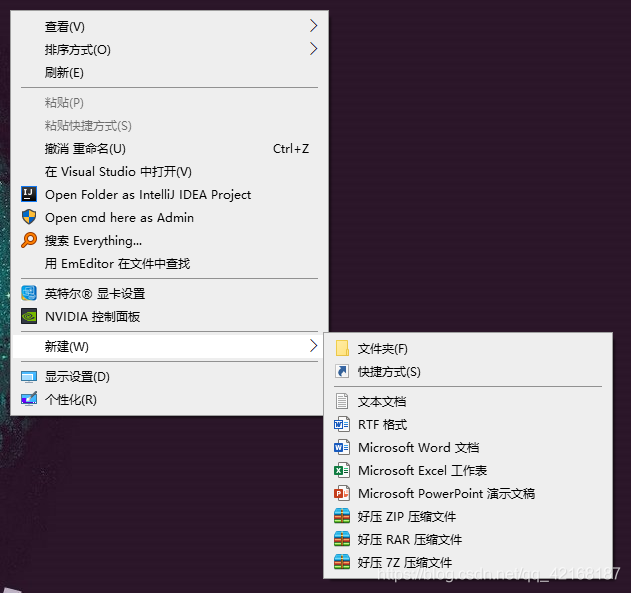 查看(V)
排序方式(O)
刷新(E)
粘贴(P)
粘贴快捷方式(S)
撤消 重命名(U) Ctrl+Z
在 Visual Studio 中打开(V)
Open Folder as IntelliJ IDEA Project
Open cmd here as Admin
搜索 Everything...
用 EmEditor 在文件中查找
英特尔® 显卡设置
NVIDIA 控制面板
新建(W)
显示设置(D)
个性化(R)
文件夹(F)
快捷方式(S)
文本文档
RTF 格式
Microsoft Word 文档
Microsoft Excel 工作表
Microsoft PowerPoint 演示文稿
好压 ZIP 压缩文件
好压 RAR 压缩文件
好压 7Z 压缩文件
https://blog.csdn.net/qq_42168187